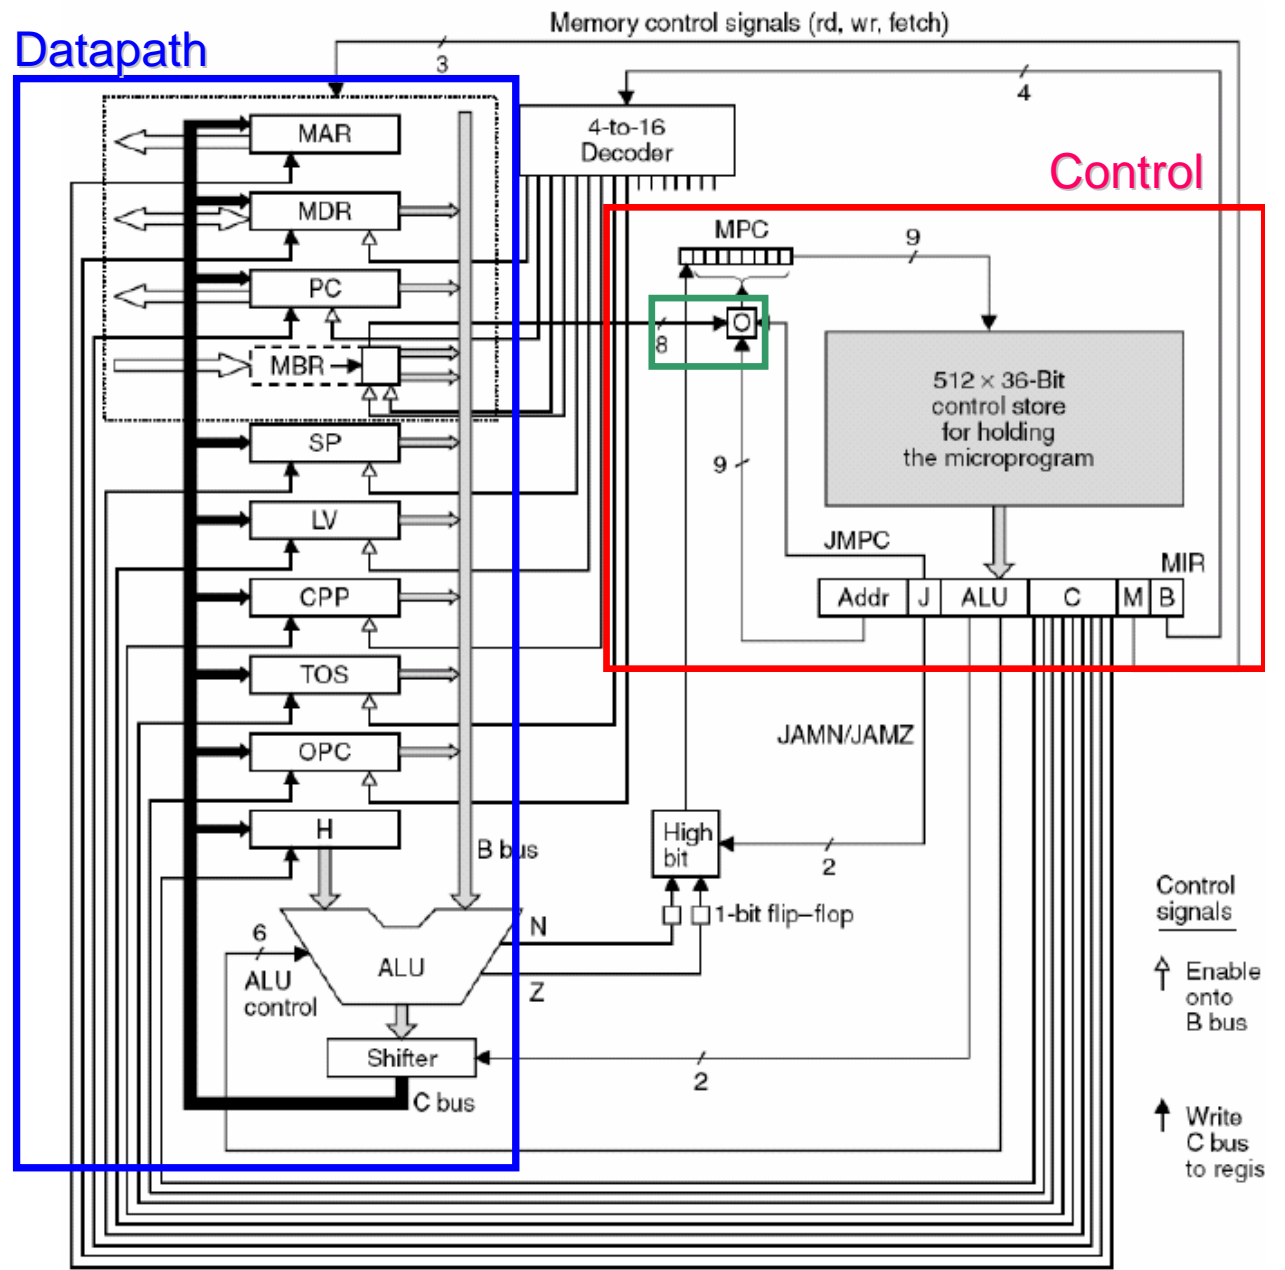 Memory control signals (rd, wr, fetch)
Datapath
3
4
4-to-16
Decoder
Control
MAR
MDR
PC
MBR
SP
LV
CPP
TOS
OPC
H
B bus
6
ALU
control
ALU
N
Z
Shifter
C bus
MPC
9
8
O
9
512 × 36-Bit
control store
for holding
the microprogram
JMPC
MIR
Addr J ALU C M B
JAMN/JAMZ
High
bit
2
1-bit flip–flop
2
Control
signals
Enable
onto
B bus
Write
C bus
to regis